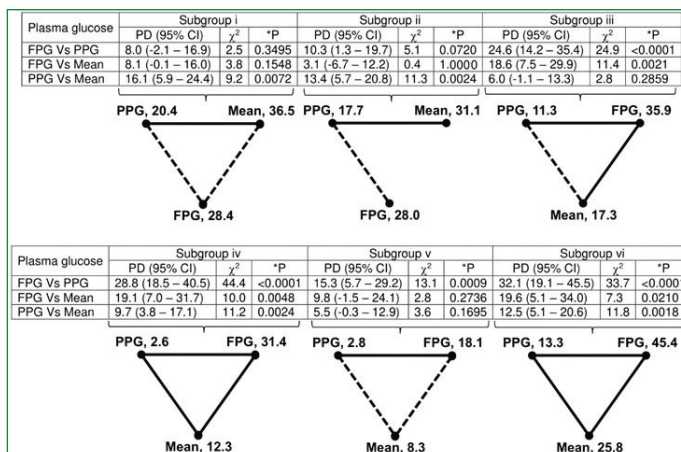 Plasma glucose Subgroup i Subgroup ii Subgroup iii
PD (95% CI) χ² *P PD (95% CI) χ² *P PD (95% CI) χ² *P
FPG Vs PPG 8.0 (-2.1 – 16.9) 2.5 0.3495 10.3 (1.3 – 19.7) 5.1 0.0720 24.6 (14.2 – 35.4) 24.9 <0.0001
FPG Vs Mean 8.1 (-0.1 – 16.0) 3.8 0.1548 3.1 (-6.7 – 12.2) 0.4 1.0000 18.6 (7.5 – 29.9) 11.4 0.0021
PPG Vs Mean 16.1 (5.9 – 24.4) 9.2 0.0072 13.4 (5.7 – 20.8) 11.3 0.0024 6.0 (-1.1 – 13.3) 2.8 0.2859
PPG, 20.4 Mean, 36.5 PPG, 17.7 Mean, 31.1 PPG, 11.3 FPG, 35.9
FPG, 28.4 FPG, 28.0 Mean, 17.3
Plasma glucose Subgroup iv Subgroup v Subgroup vi
PD (95% CI) χ² *P PD (95% CI) χ² *P PD (95% CI) χ² *P
FPG Vs PPG 28.8 (18.5 – 40.5) 44.4 <0.0001 15.3 (5.7 – 29.2) 13.1 0.0009 32.1 (19.1 – 45.5) 33.7 <0.0001
FPG Vs Mean 19.1 (7.0 – 31.7) 10.0 0.0048 9.8 (-1.5 – 24.1) 2.8 0.2736 19.6 (5.1 – 34.0) 7.3 0.0210
PPG Vs Mean 9.7 (3.8 – 17.1) 11.2 0.0024 5.5 (-0.3 – 12.9) 3.6 0.1695 12.5 (5.1 – 20.6) 11.8 0.0018
PPG, 2.6 FPG, 31.4 PPG, 2.8 FPG, 18.1 PPG, 13.3 FPG, 45.4
Mean, 12.3 Mean, 8.3 Mean, 25.8